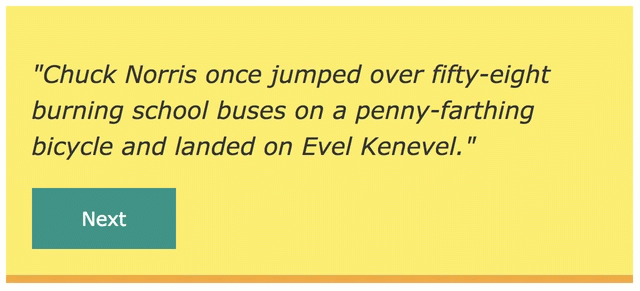 "Chuck Norris once jumped over fifty-eight
burning school buses on a penny-farthing
bicycle and landed on Evel Kenevel."
Next